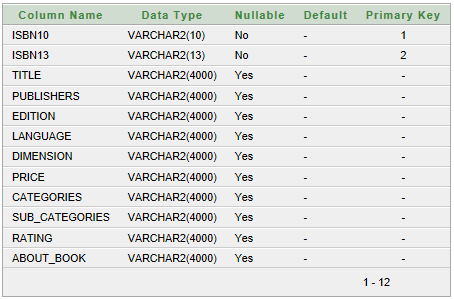 Column Name Data Type Nullable Default Primary Key
ISBN10 VARCHAR2(10) No - 1
ISBN13 VARCHAR2(13) No - 2
TITLE VARCHAR2(4000) Yes - -
PUBLISHERS VARCHAR2(4000) Yes - -
EDITION VARCHAR2(4000) Yes - -
LANGUAGE VARCHAR2(4000) Yes - -
DIMENSION VARCHAR2(4000) Yes - -
PRICE VARCHAR2(4000) Yes - -
CATEGORIES VARCHAR2(4000) Yes - -
SUB_CATEGORIES VARCHAR2(4000) Yes - -
RATING VARCHAR2(4000) Yes - -
ABOUT_BOOK VARCHAR2(4000) Yes - -
1 - 12